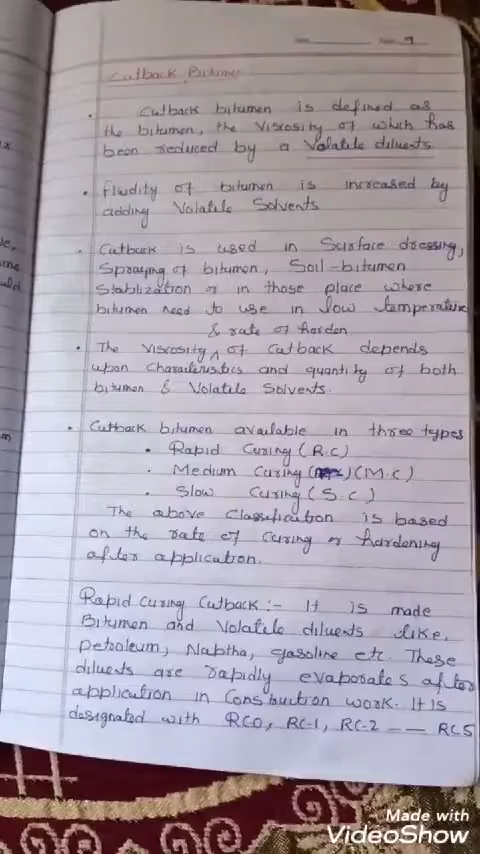 9
Cutback Bitumen
• Cutback bitumen is defined as
the bitumen, the Viscosity of which has
been reduced by a Volatile diluents
• fludity of bitumen is increased by
adding Volatile Solvents
• Cutback is used in Surface dressing,
Spraying of bitumen, Soil-bitumen
Stablization or in those place where
bitumen need to use in low temperature
& rate of harden
• The Viscosity ^ of Cutback depends
upon Charateristics and quantity of both
bitumen & Volatile Solvents.
• Cutback bitumen available in three types
• Rapid Curing (R.C)
• Medium Curing (M.C)
• Slow Curing (S.C)
The above Classification is based
on the rate of Curing or hardening
after application.
Rapid Curing Cutback :- It is made
Bitumen and Volatile diluents like,
petroleum, Naptha, gasoline etc. These
diluents are rapidly evaporates after
application in Construction work. It is
designated with RC0, RC-1, RC-2 -- RC5
Made with
VideoShow